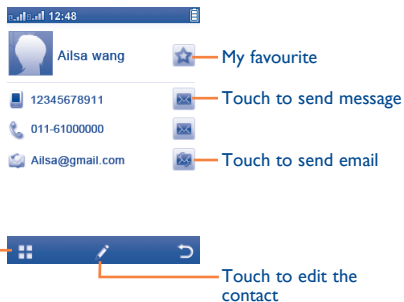 12:48
Ailsa wang
My favourite
12345678911
Touch to send message
011-61000000
Ailsa@gmail.com
Touch to send email
Touch to edit the
contact